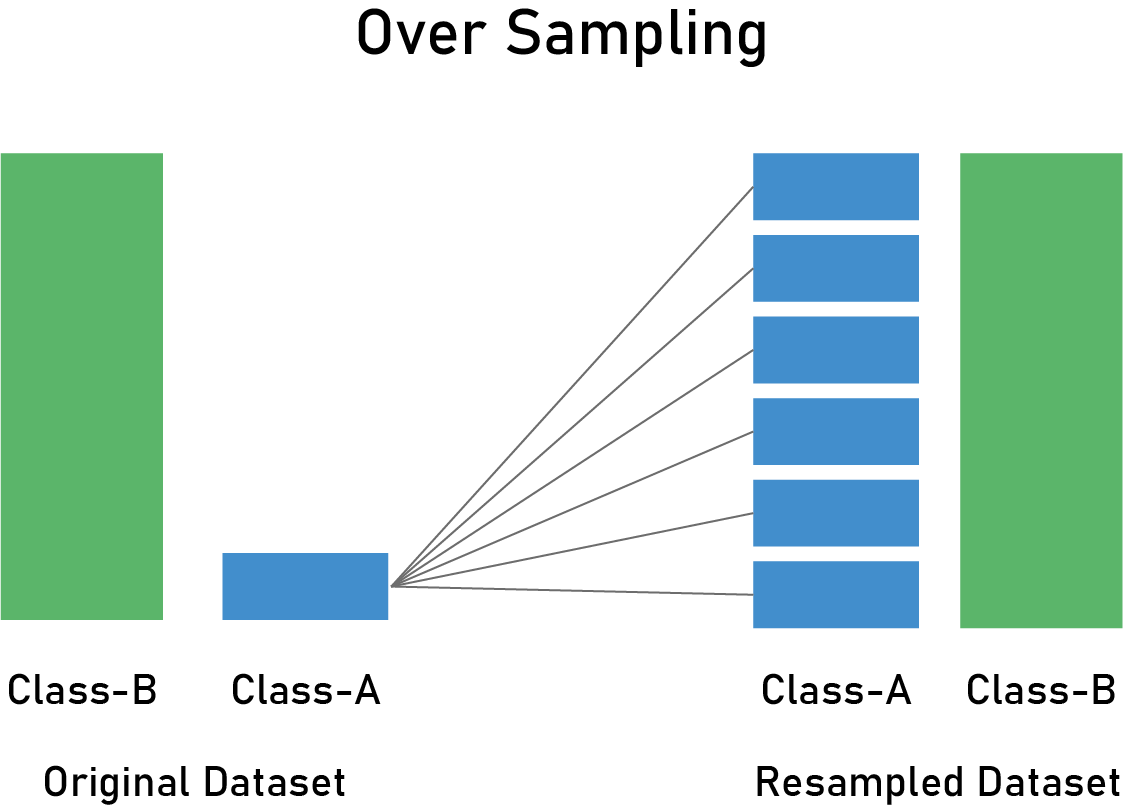 Over Sampling
Class-B Class-A Class-A Class-B
Original Dataset Resampled Dataset